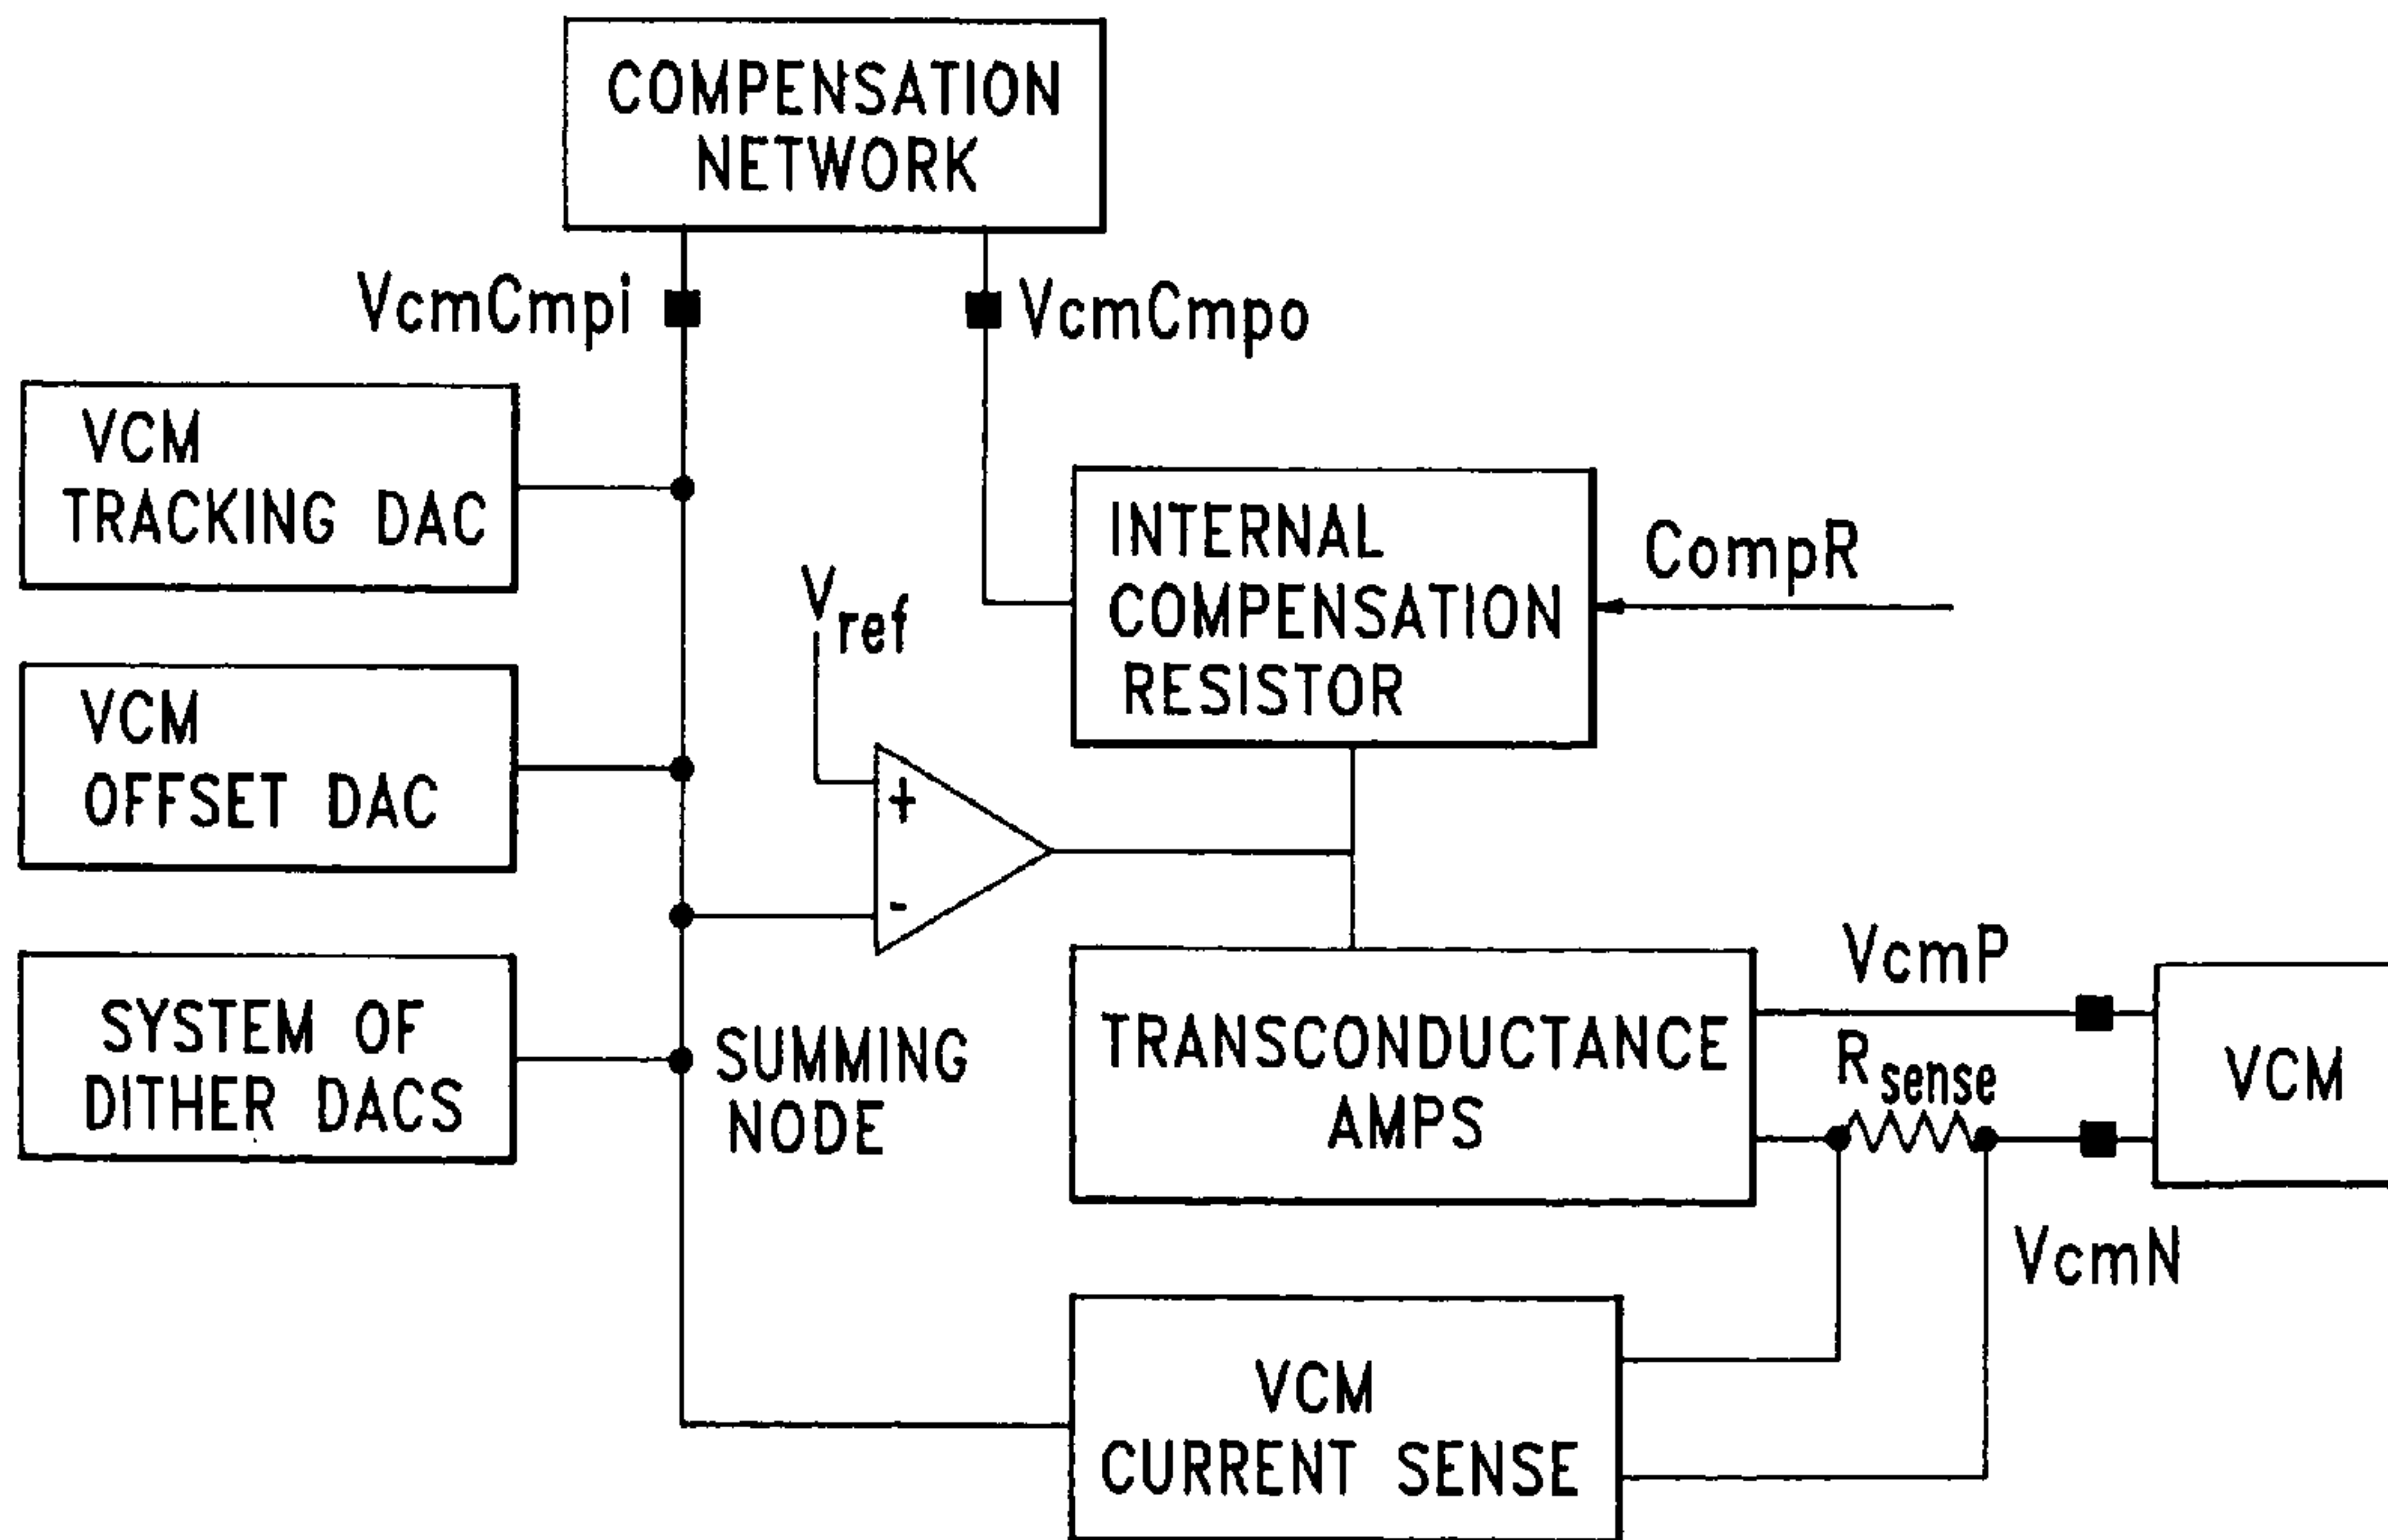 COMPENSATION
NETWORK
VcmCmpi
VcmCmpo
VCM
TRACKING DAC
INTERNAL
COMPENSATION
RESISTOR
CompR
Vref
VCM
OFFSET DAC
+
-
SYSTEM OF
DITHER DACS
SUMMING
NODE
TRANSCONDUCTANCE
AMPS
VcmP
Rsense
VCM
VcmN
VCM
CURRENT SENSE